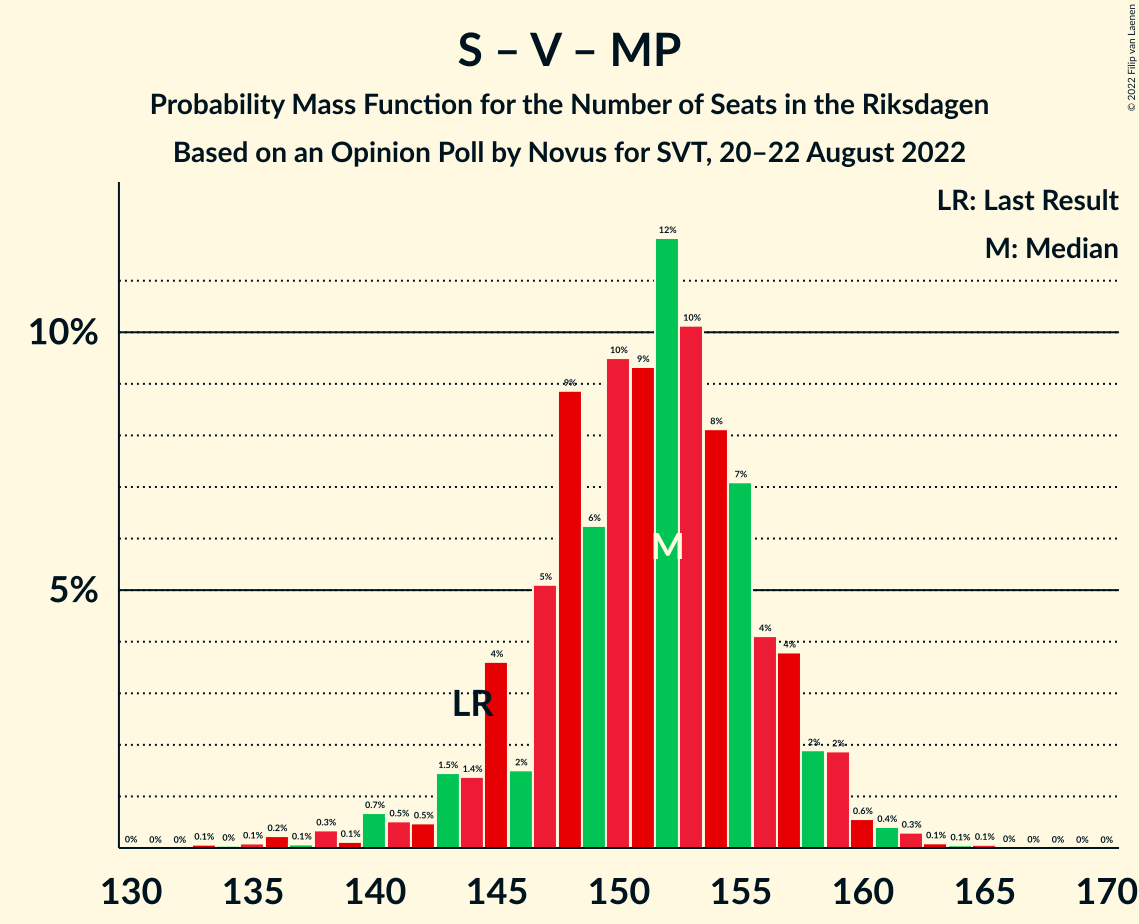 S – V – MP
Probability Mass Function for the Number of Seats in the Riksdagen
Based on an Opinion Poll by Novus for SVT, 20–22 August 2022
© 2022 Filip van Laenen
LR: Last Result
M: Median
10%
5%
0% 0% 0% 0.1% 0% 0.1% 0.2% 0.1% 0.3% 0.1% 0.7% 0.5% 0.5% 1.5% 1.4% 4% 2% 5% 9% 6% 10% 9% 12% 10% 8% 7% 4% 4% 2% 2% 0.6% 0.4% 0.3% 0.1% 0.1% 0.1% 0% 0% 0% 0% 0%
LR
M
130 135 140 145 150 155 160 165 170